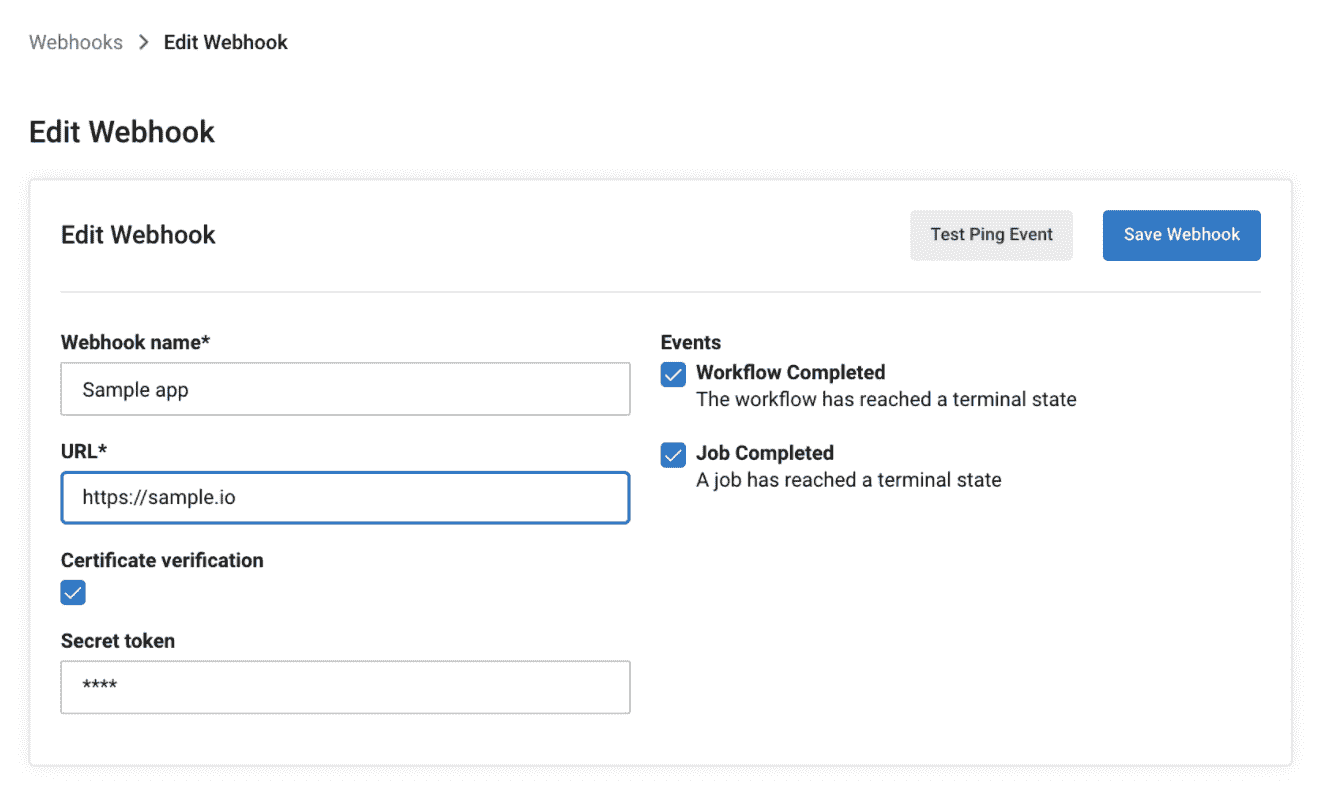 Webhooks > Edit Webhook
Edit Webhook
Edit Webhook
Test Ping Event
Save Webhook
Webhook name*
Sample app
URL*
https://sample.io
Certificate verification
Secret token
****
Events
Workflow Completed
The workflow has reached a terminal state
Job Completed
A job has reached a terminal state